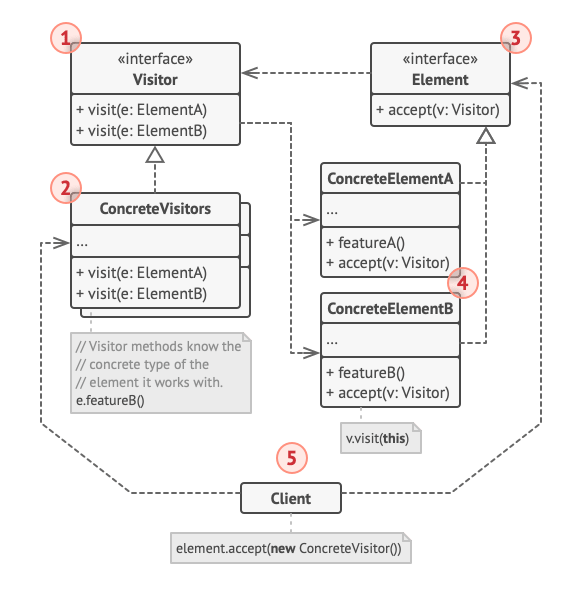 1
«interface»
Visitor
+ visit(e: ElementA)
+ visit(e: ElementB)
3
«interface»
Element
+ accept(v: Visitor)
2
ConcreteVisitors
...
+ visit(e: ElementA)
+ visit(e: ElementB)
// Visitor methods know the
// concrete type of the
// element it works with.
e.featureB()
ConcreteElementA
...
+ featureA()
+ accept(v: Visitor)
4
ConcreteElementB
...
+ featureB()
+ accept(v: Visitor)
v.visit(this)
5
Client
element.accept(new ConcreteVisitor())